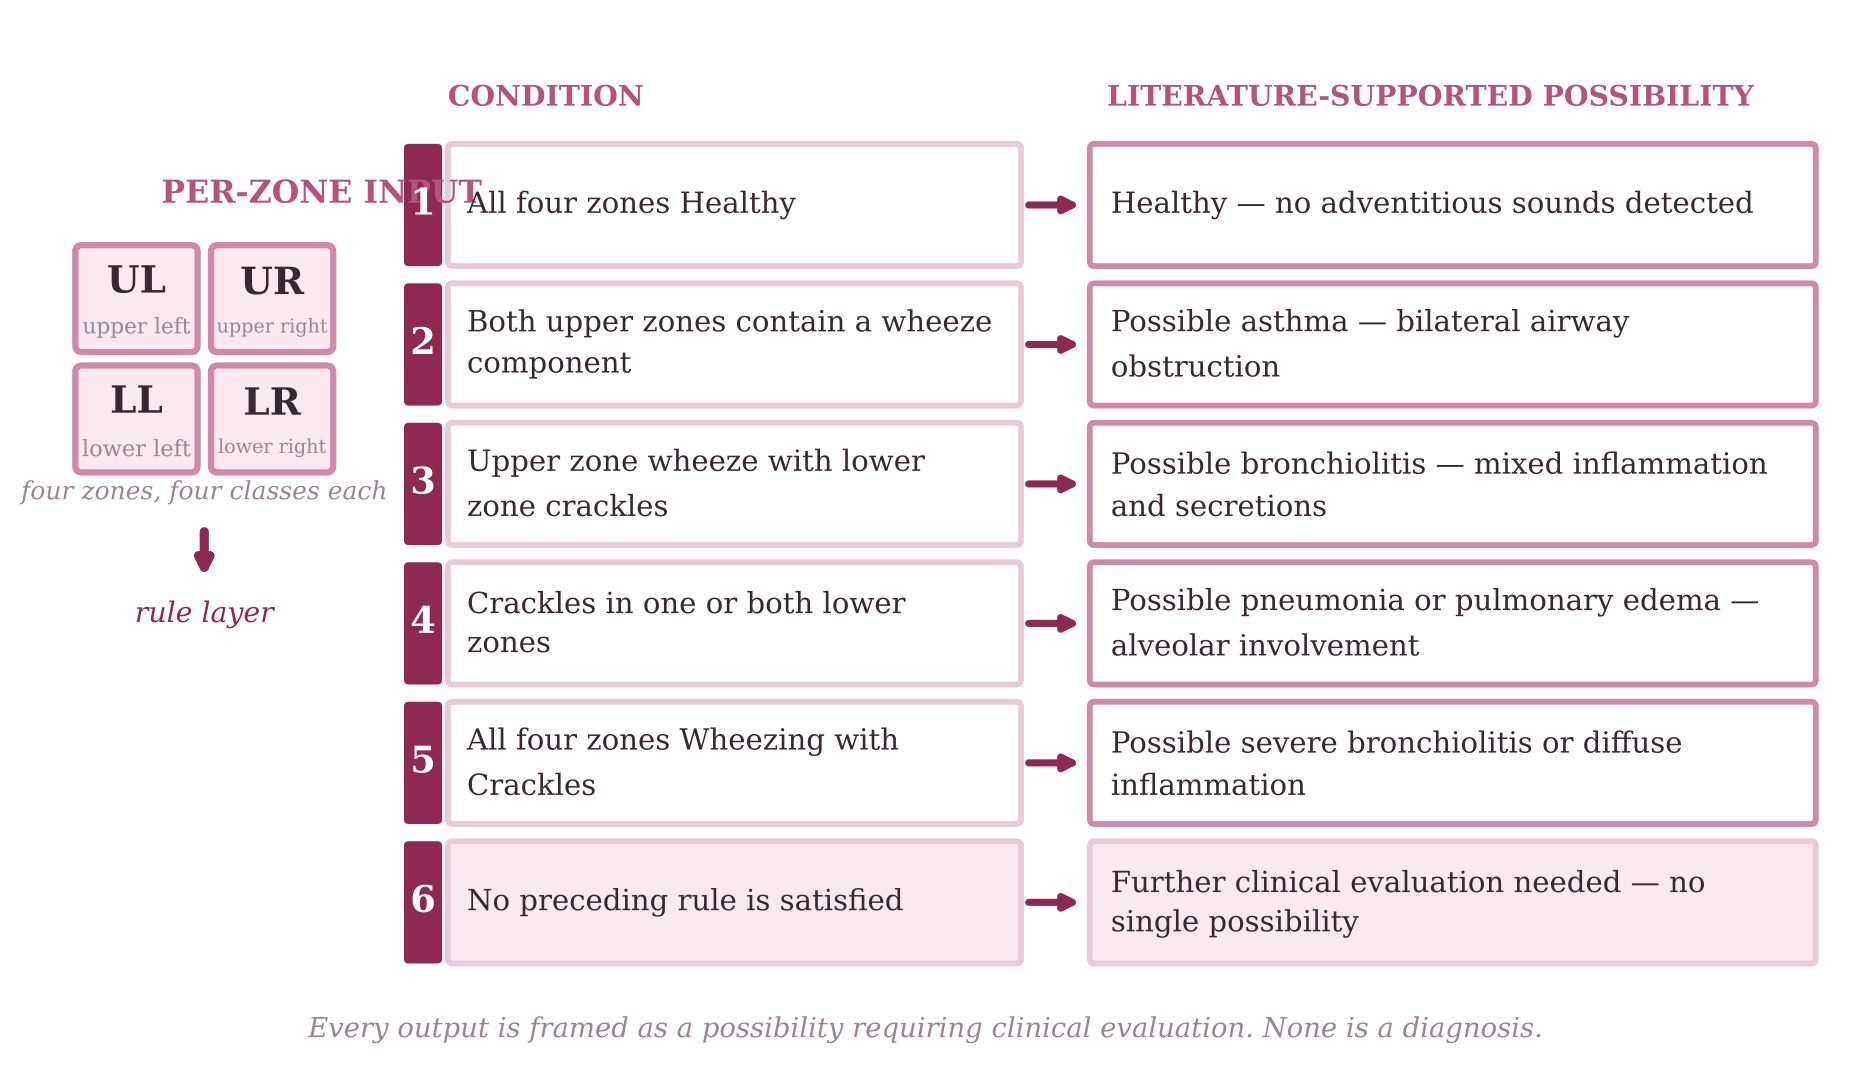 CONDITION
LITERATURE-SUPPORTED POSSIBILITY
PER-ZONE INPUT
UL
upper left
UR
upper right
LL
lower left
LR
lower right
four zones, four classes each
rule layer
1
All four zones Healthy
Healthy — no adventitious sounds detected
2
Both upper zones contain a wheeze
component
Possible asthma — bilateral airway
obstruction
3
Upper zone wheeze with lower
zone crackles
Possible bronchiolitis — mixed inflammation
and secretions
4
Crackles in one or both lower
zones
Possible pneumonia or pulmonary edema —
alveolar involvement
5
All four zones Wheezing with
Crackles
Possible severe bronchiolitis or diffuse
inflammation
6
No preceding rule is satisfied
Further clinical evaluation needed — no
single possibility
Every output is framed as a possibility requiring clinical evaluation. None is a diagnosis.